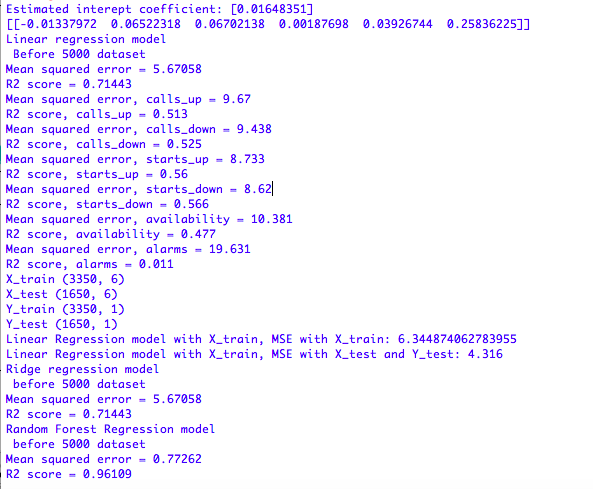 Estimated interept coefficient: [0.01648351]
[[-0.01337972 0.06522318 0.06702138 0.00187698 0.03926744 0.25836225]]
Linear regression model
Before 5000 dataset
Mean squared error = 5.67058
R2 score = 0.71443
Mean squared error, calls_up = 9.67
R2 score, calls_up = 0.513
Mean squared error, calls_down = 9.438
R2 score, calls_down = 0.525
Mean squared error, starts_up = 8.733
R2 score, starts_up = 0.56
Mean squared error, starts_down = 8.62
R2 score, starts_down = 0.566
Mean squared error, availability = 10.381
R2 score, availability = 0.477
Mean squared error, alarms = 19.631
R2 score, alarms = 0.011
X_train (3350, 6)
X_test (1650, 6)
Y_train (3350, 1)
Y_test (1650, 1)
Linear Regression model with X_train, MSE with X_train: 6.344874062783955
Linear Regression model with X_train, MSE with X_test and Y_test: 4.316
Ridge regression model
before 5000 dataset
Mean squared error = 5.67058
R2 score = 0.71443
Random Forest Regression model
before 5000 dataset
Mean squared error = 0.77262
R2 score = 0.96109